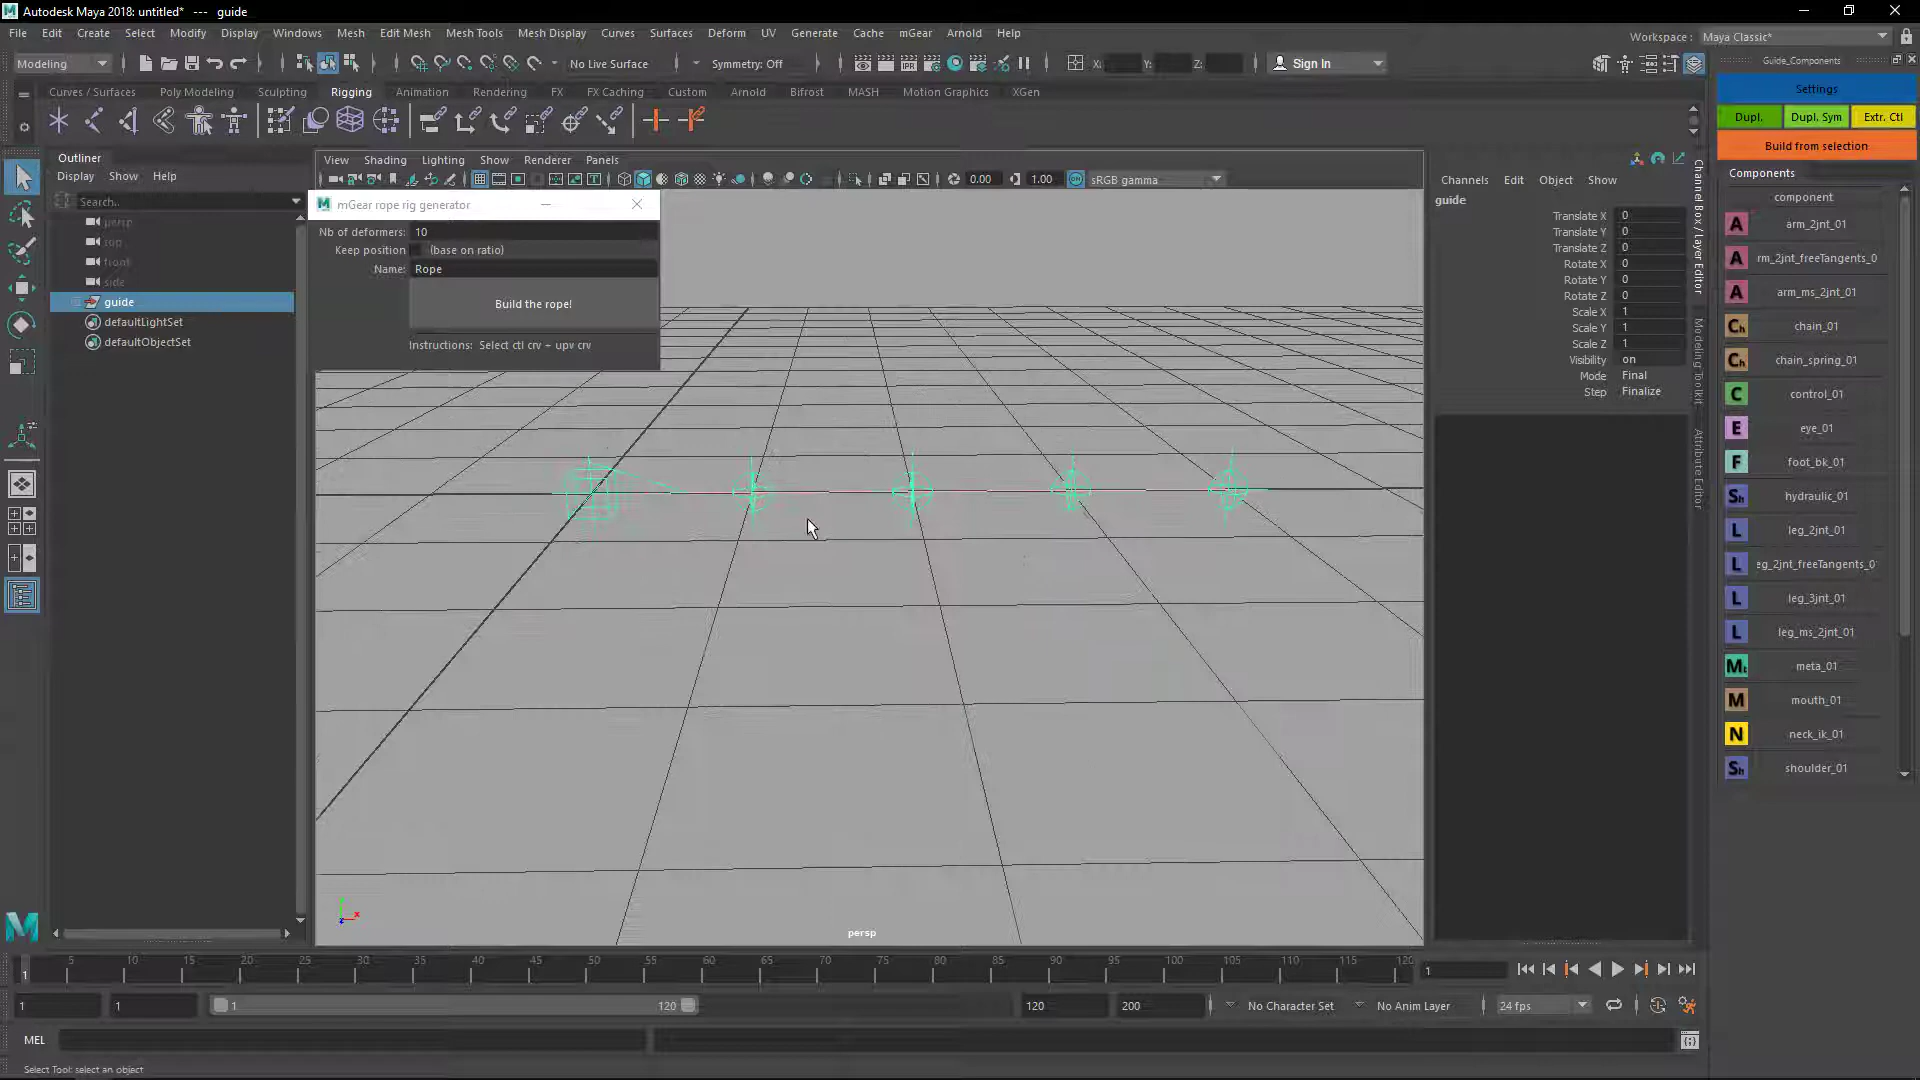 Autodesk Maya 2018: untitled*   ---   guide
File Edit Create Select Modify Display Windows Mesh Edit Mesh Mesh Tools Mesh Display Curves Surfaces Deform UV Generate Cache mGear Arnold Help
Workspace : Maya Classic*
Modeling
No Live Surface
Symmetry: Off
X: Y: Z:
Sign In
Curves / Surfaces Poly Modeling Sculpting Rigging Animation Rendering FX FX Caching Custom Arnold Bifrost MASH Motion Graphics XGen
Outliner
Display Show Help
Search..
persp
top
front
side
guide
defaultLightSet
defaultObjectSet
View Shading Lighting Show Renderer Panels
0.00 1.00 sRGB gamma
mGear rope rig generator
Nb of deformers: 10
Keep position (base on ratio)
Name: Rope
Build the rope!
Instructions: Select ctl crv + upv crv
persp
Channels Edit Object Show
guide
Translate X 0
Translate Y 0
Translate Z 0
Rotate X 0
Rotate Y 0
Rotate Z 0
Scale X 1
Scale Y 1
Scale Z 1
Visibility on
Mode Final
Step Finalize
Channel Box / Layer Editor
Modeling Toolkit
Attribute Editor
Guide_Components
Settings
Dupl. Dupl. Sym Extr. Ctl
Build from selection
Components
component
A arm_2jnt_01
A rm_2jnt_freeTangents_0
A arm_ms_2jnt_01
Ch chain_01
Ch chain_spring_01
C control_01
E eye_01
F foot_bk_01
Sh hydraulic_01
L leg_2jnt_01
L eg_2jnt_freeTangents_0
L leg_3jnt_01
L leg_ms_2jnt_01
M meta_01
M mouth_01
N neck_ik_01
Sh shoulder_01
1 5 10 15 20 25 30 35 40 45 50 55 60 65 70 75 80 85 90 95 100 105 110 115 120
1
1 1 1 120 120 200 No Character Set No Anim Layer 24 fps
MEL
Select Tool: select an object